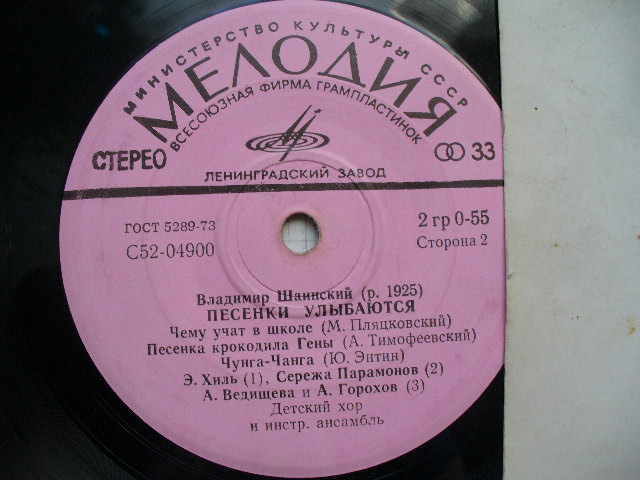 МИНИСТЕРСТВО КУЛЬТУРЫ СССР
МЕЛОДИЯ
ВСЕСОЮЗНАЯ ФИРМА ГРАМПЛАСТИНОК
СТЕРЕО
33
ЛЕНИНГРАДСКИЙ ЗАВОД
ГОСТ 5289-73
2 гр 0-55
С52-04900
Сторона 2
Владимир Шаинский (р. 1925)
ПЕСЕНКИ УЛЫБАЮТСЯ
Чему учат в школе (М. Пляцковский)
Песенка крокодила Гены (А. Тимофеевский)
Чунга-Чанга (Ю. Энтин)
Э. Хиль (1), Сережа Парамонов (2)
А. Ведищева и А. Горохов (3)
Детский хор
и инстр. ансамбль